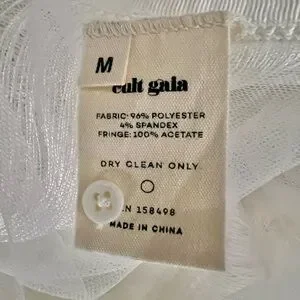 M
cult gaia
FABRIC: 96% POLYESTER
4% SPANDEX
FRINGE: 100% ACETATE
DRY CLEAN ONLY
N 158498
MADE IN CHINA